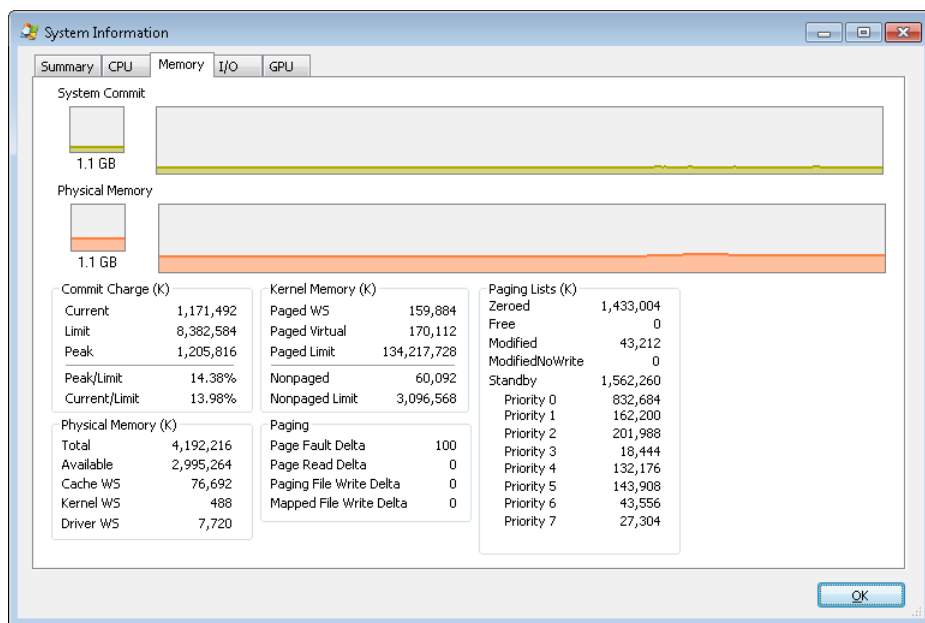 System Information
Summary CPU Memory I/O GPU
System Commit
1.1 GB
Physical Memory
1.1 GB
Commit Charge (K)
Current 1,171,492
Limit 8,382,584
Peak 1,205,816
Peak/Limit 14.38%
Current/Limit 13.98%
Physical Memory (K)
Total 4,192,216
Available 2,995,264
Cache WS 76,692
Kernel WS 488
Driver WS 7,720
Kernel Memory (K)
Paged WS 159,884
Paged Virtual 170,112
Paged Limit 134,217,728
Nonpaged 60,092
Nonpaged Limit 3,096,568
Paging
Page Fault Delta 100
Page Read Delta 0
Paging File Write Delta 0
Mapped File Write Delta 0
Paging Lists (K)
Zeroed 1,433,004
Free 0
Modified 43,212
ModifiedNoWrite 0
Standby 1,562,260
Priority 0 832,684
Priority 1 162,200
Priority 2 201,988
Priority 3 18,444
Priority 4 132,176
Priority 5 143,908
Priority 6 43,556
Priority 7 27,304
OK